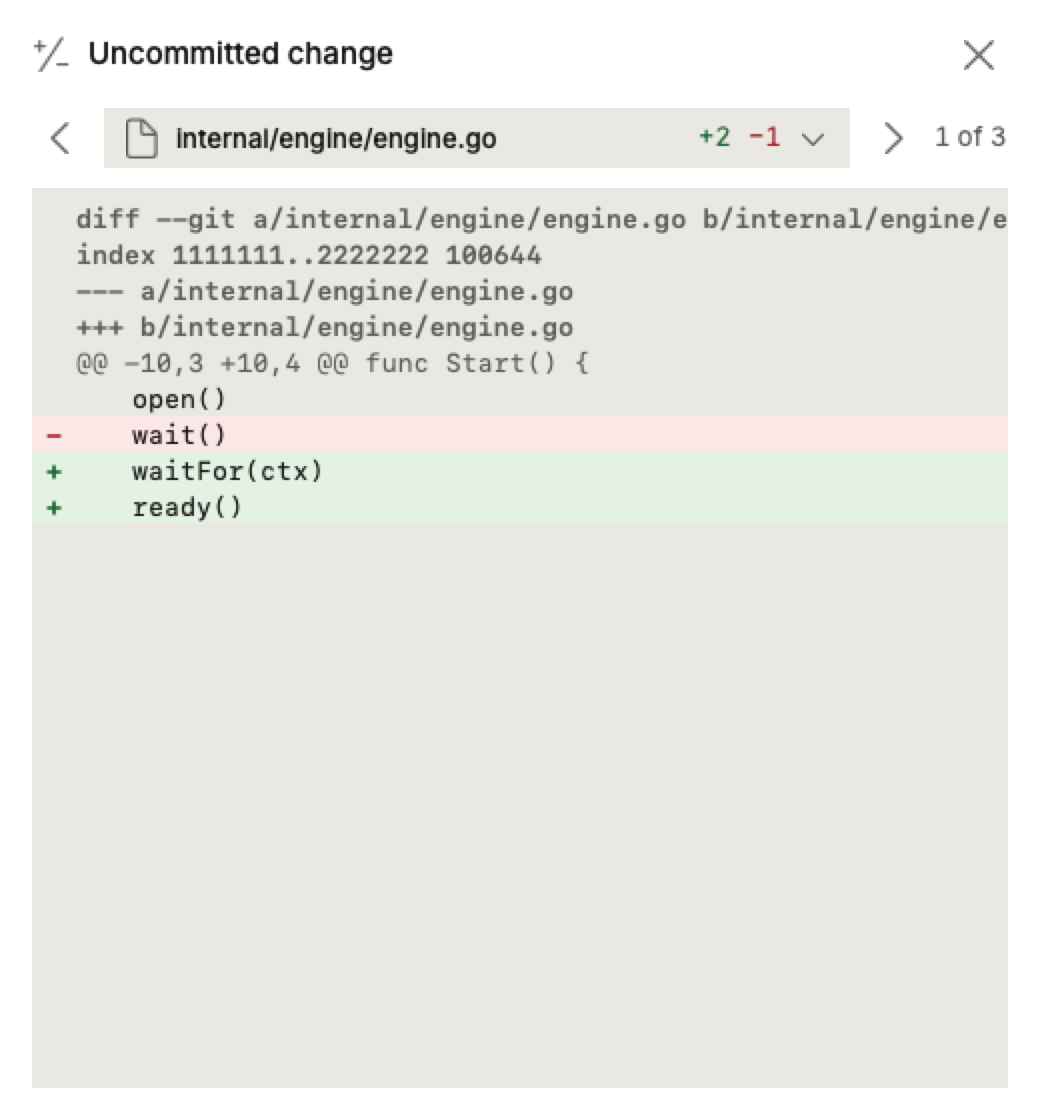 +/- Uncommitted change
internal/engine/engine.go +2 -1 1 of 3
diff --git a/internal/engine/engine.go b/internal/engine/e
index 1111111..2222222 100644
--- a/internal/engine/engine.go
+++ b/internal/engine/engine.go
@@ -10,3 +10,4 @@ func Start() {
open()
- wait()
+ waitFor(ctx)
+ ready()